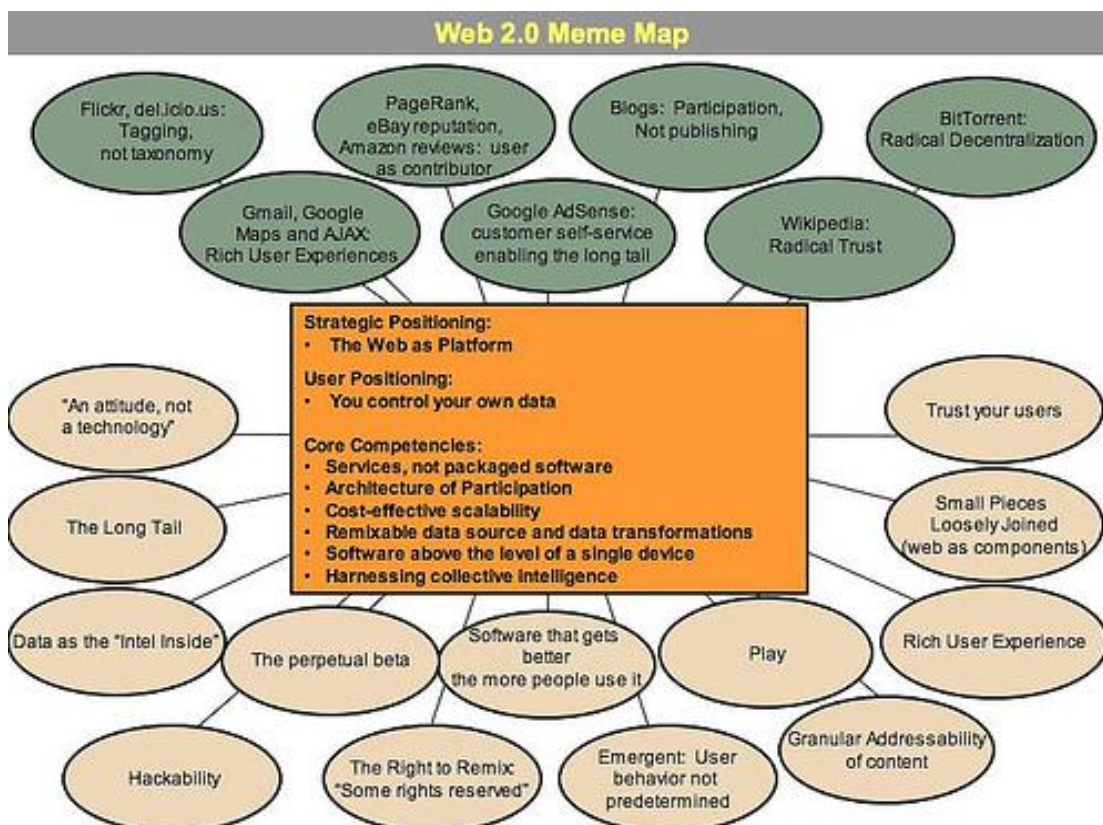 Web 2.0 Meme Map
Flickr, del.icio.us:
Tagging,
not taxonomy
PageRank,
eBay reputation,
Amazon reviews: user
as contributor
Blogs: Participation,
Not publishing
BitTorrent:
Radical Decentralization
Gmail, Google
Maps and AJAX:
Rich User Experiences
Google AdSense:
customer self-service
enabling the long tail
Wikipedia:
Radical Trust
Strategic Positioning:
• The Web as Platform
User Positioning:
• You control your own data
Core Competencies:
• Services, not packaged software
• Architecture of Participation
• Cost-effective scalability
• Remixable data source and data transformations
• Software above the level of a single device
• Harnessing collective intelligence
"An attitude, not
a technology"
Trust your users
The Long Tail
Small Pieces
Loosely Joined
(web as components)
Data as the "Intel Inside"
The perpetual beta
Software that gets
better
the more people use it
Play
Rich User Experience
Hackability
The Right to Remix:
"Some rights reserved"
Emergent: User
behavior not
predetermined
Granular Addressability
of content